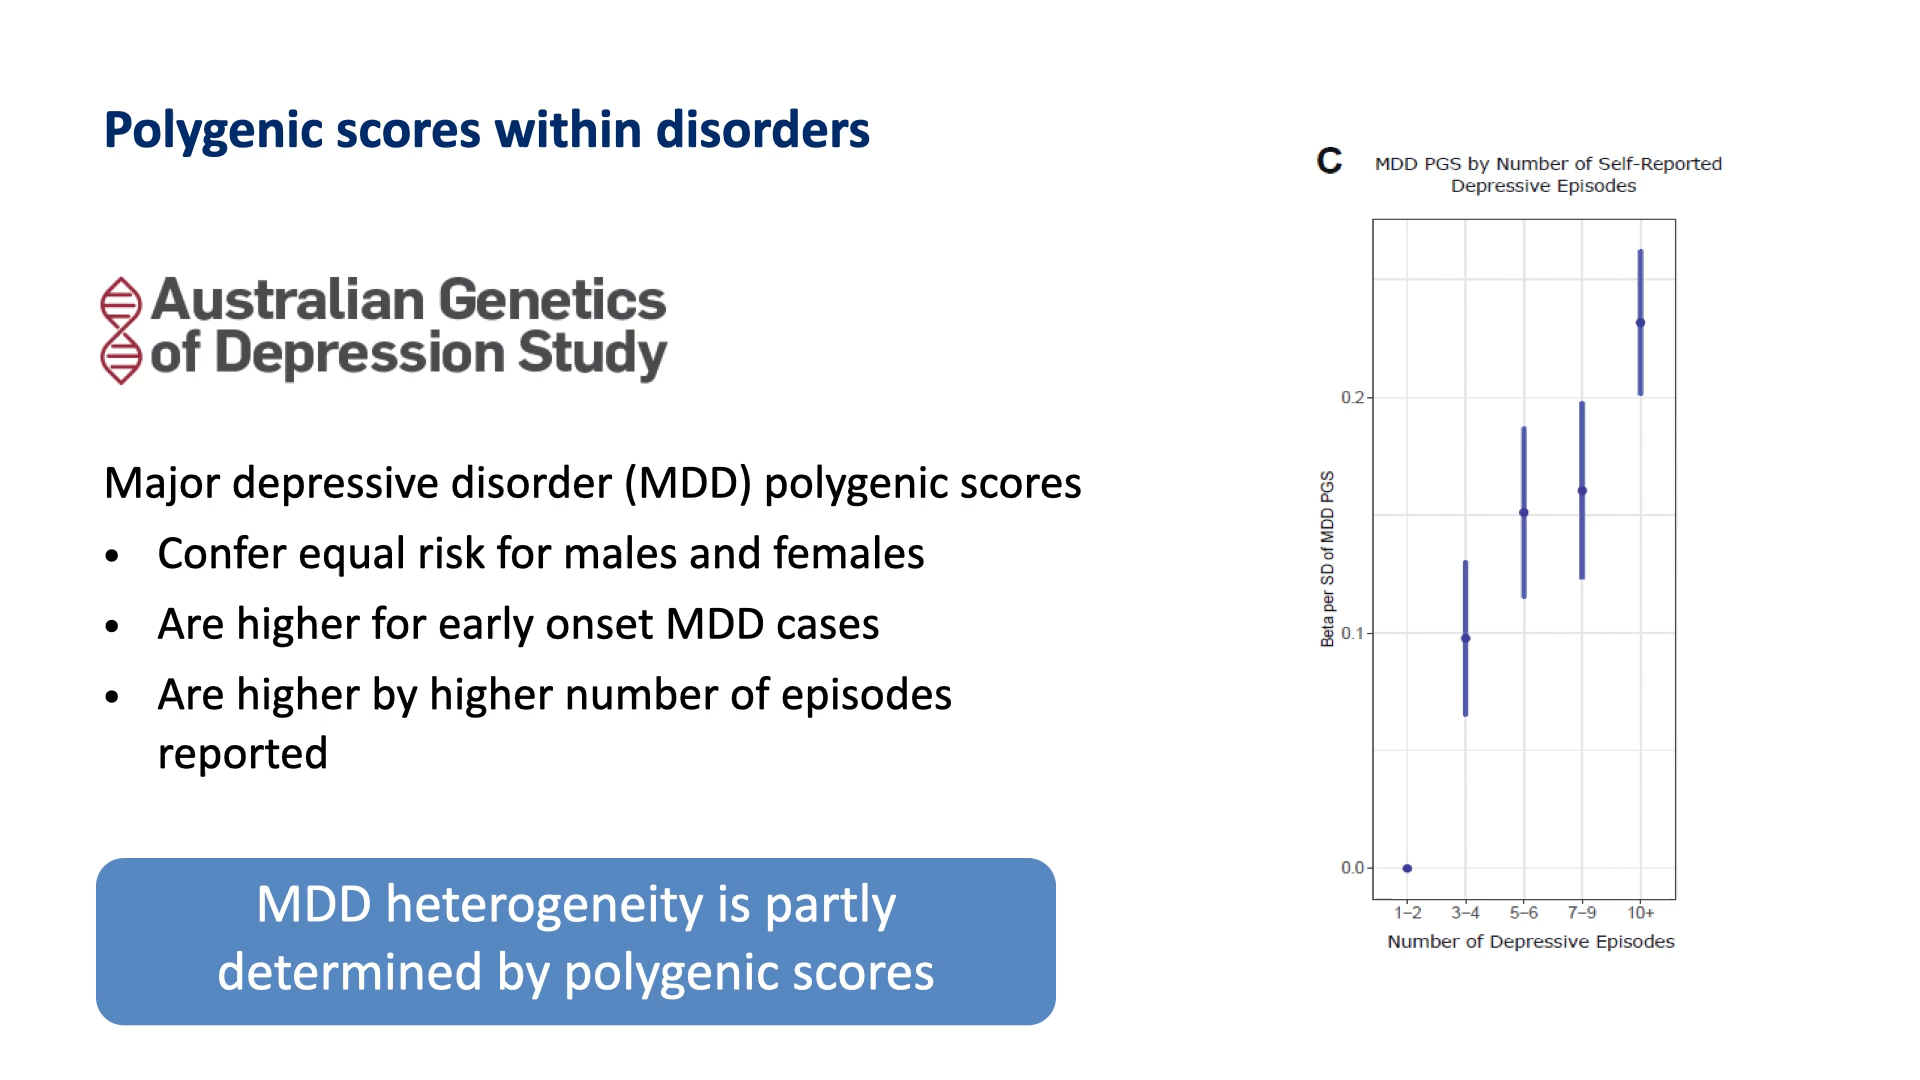 Polygenic scores within disorders
Australian Genetics
of Depression Study
Major depressive disorder (MDD) polygenic scores
• Confer equal risk for males and females
• Are higher for early onset MDD cases
• Are higher by higher number of episodes
reported
MDD heterogeneity is partly
determined by polygenic scores
C
MDD PGS by Number of Self-Reported
Depressive Episodes
Beta per SD of MDD PGS
0.2
0.1
0.0
1–2 3–4 5–6 7–9 10+
Number of Depressive Episodes